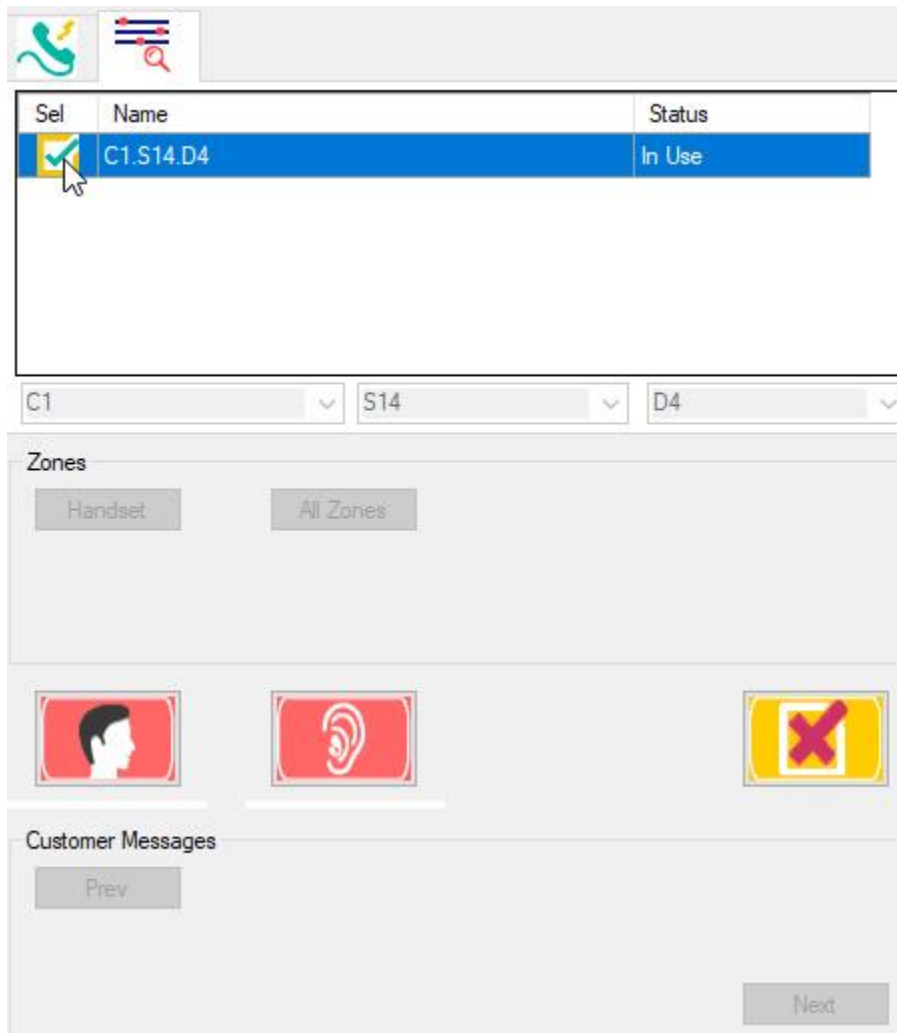 Sel Name Status
C1.S14.D4 In Use
C1 S14 D4
Zones
Handset All Zones
Customer Messages
Prev
Next